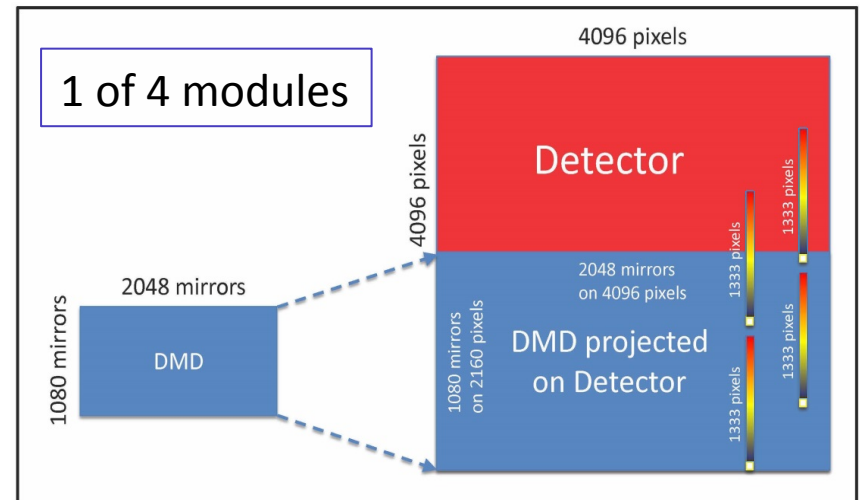 1 of 4 modules
4096 pixels
4096 pixels
Detector
1333 pixels
1333 pixels
2048 mirrors
1080 mirrors
DMD
2048 mirrors
on 4096 pixels
1080 mirrors
on 2160 pixels
DMD projected
on Detector
1333 pixels
1333 pixels